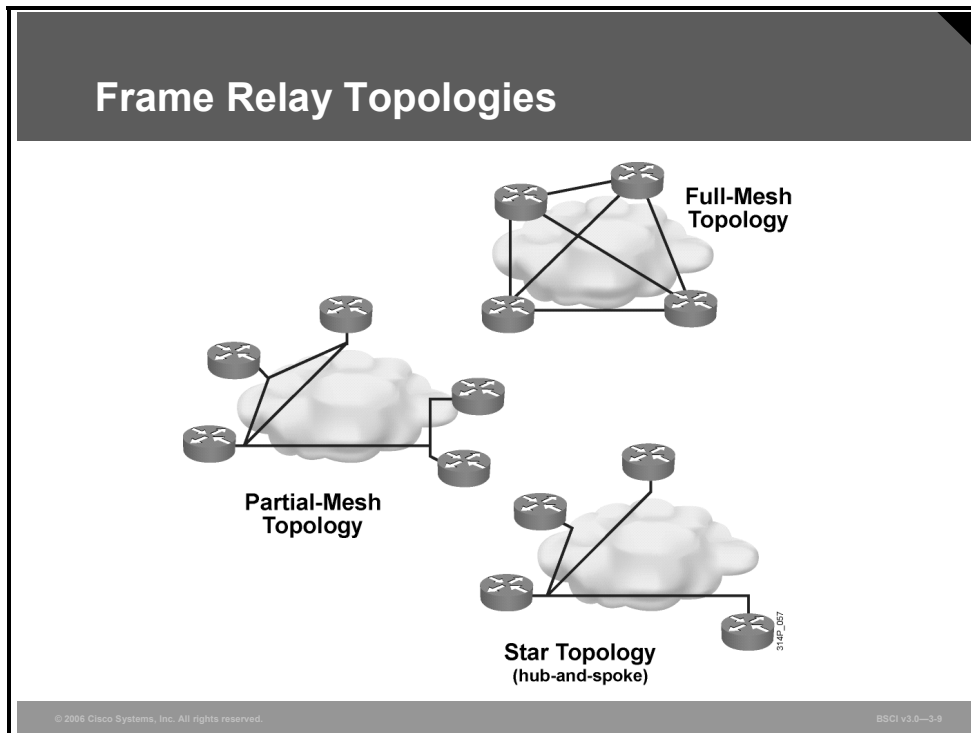 Frame Relay Topologies
Full-Mesh
Topology
Partial-Mesh
Topology
Star Topology
(hub-and-spoke)
314P_057
© 2006 Cisco Systems, Inc. All rights reserved.
BSCI v3.0—3-9